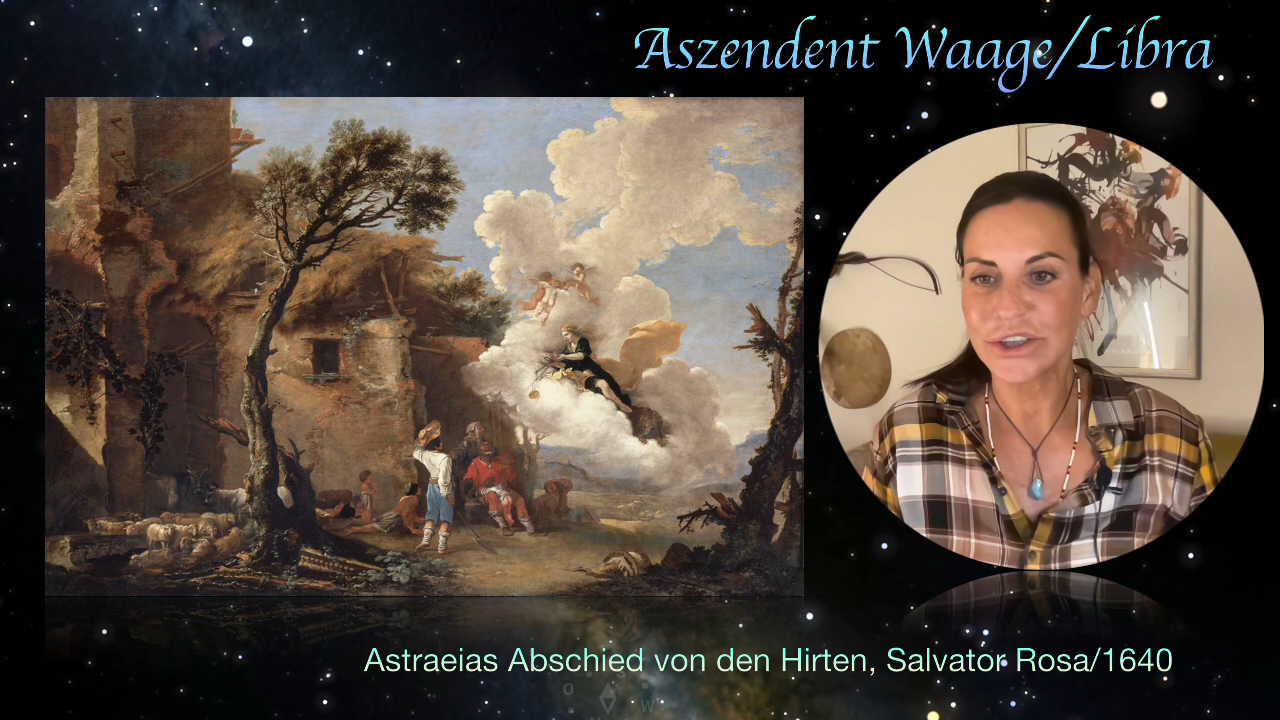 Aszendent Waage/Libra
Astraeias Abschied von den Hirten, Salvator Rosa/1640